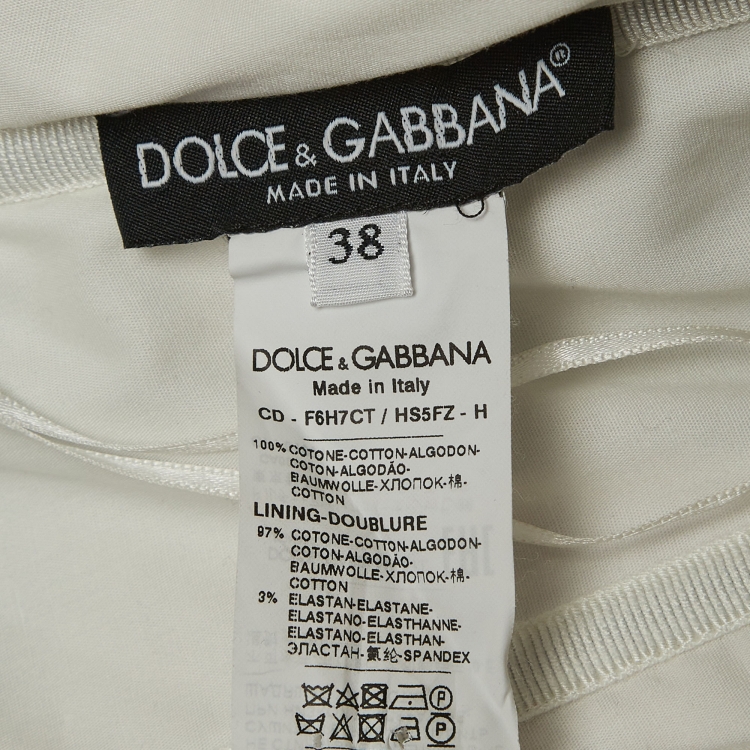 DOLCE & GABBANA®
MADE IN ITALY
38
DOLCE & GABBANA
Made in Italy
CD - F6H7CT / HS5FZ - H
100% COTONE-COTTON-ALGODON-
COTON-ALGODÃO-
BAUMWOLLE-ХЛОПОК-棉-
COTTON
LINING-DOUBLURE
97% COTONE-COTTON-ALGODON-
COTON-ALGODÃO-
BAUMWOLLE-ХЛОПОК-棉-
COTTON
3% ELASTAN-ELASTANE-
ELASTANO-ELASTHANNE-
ELASTANO-ELASTHAN-
ЭЛАСТАН-氨纶-SPANDEX
P
P